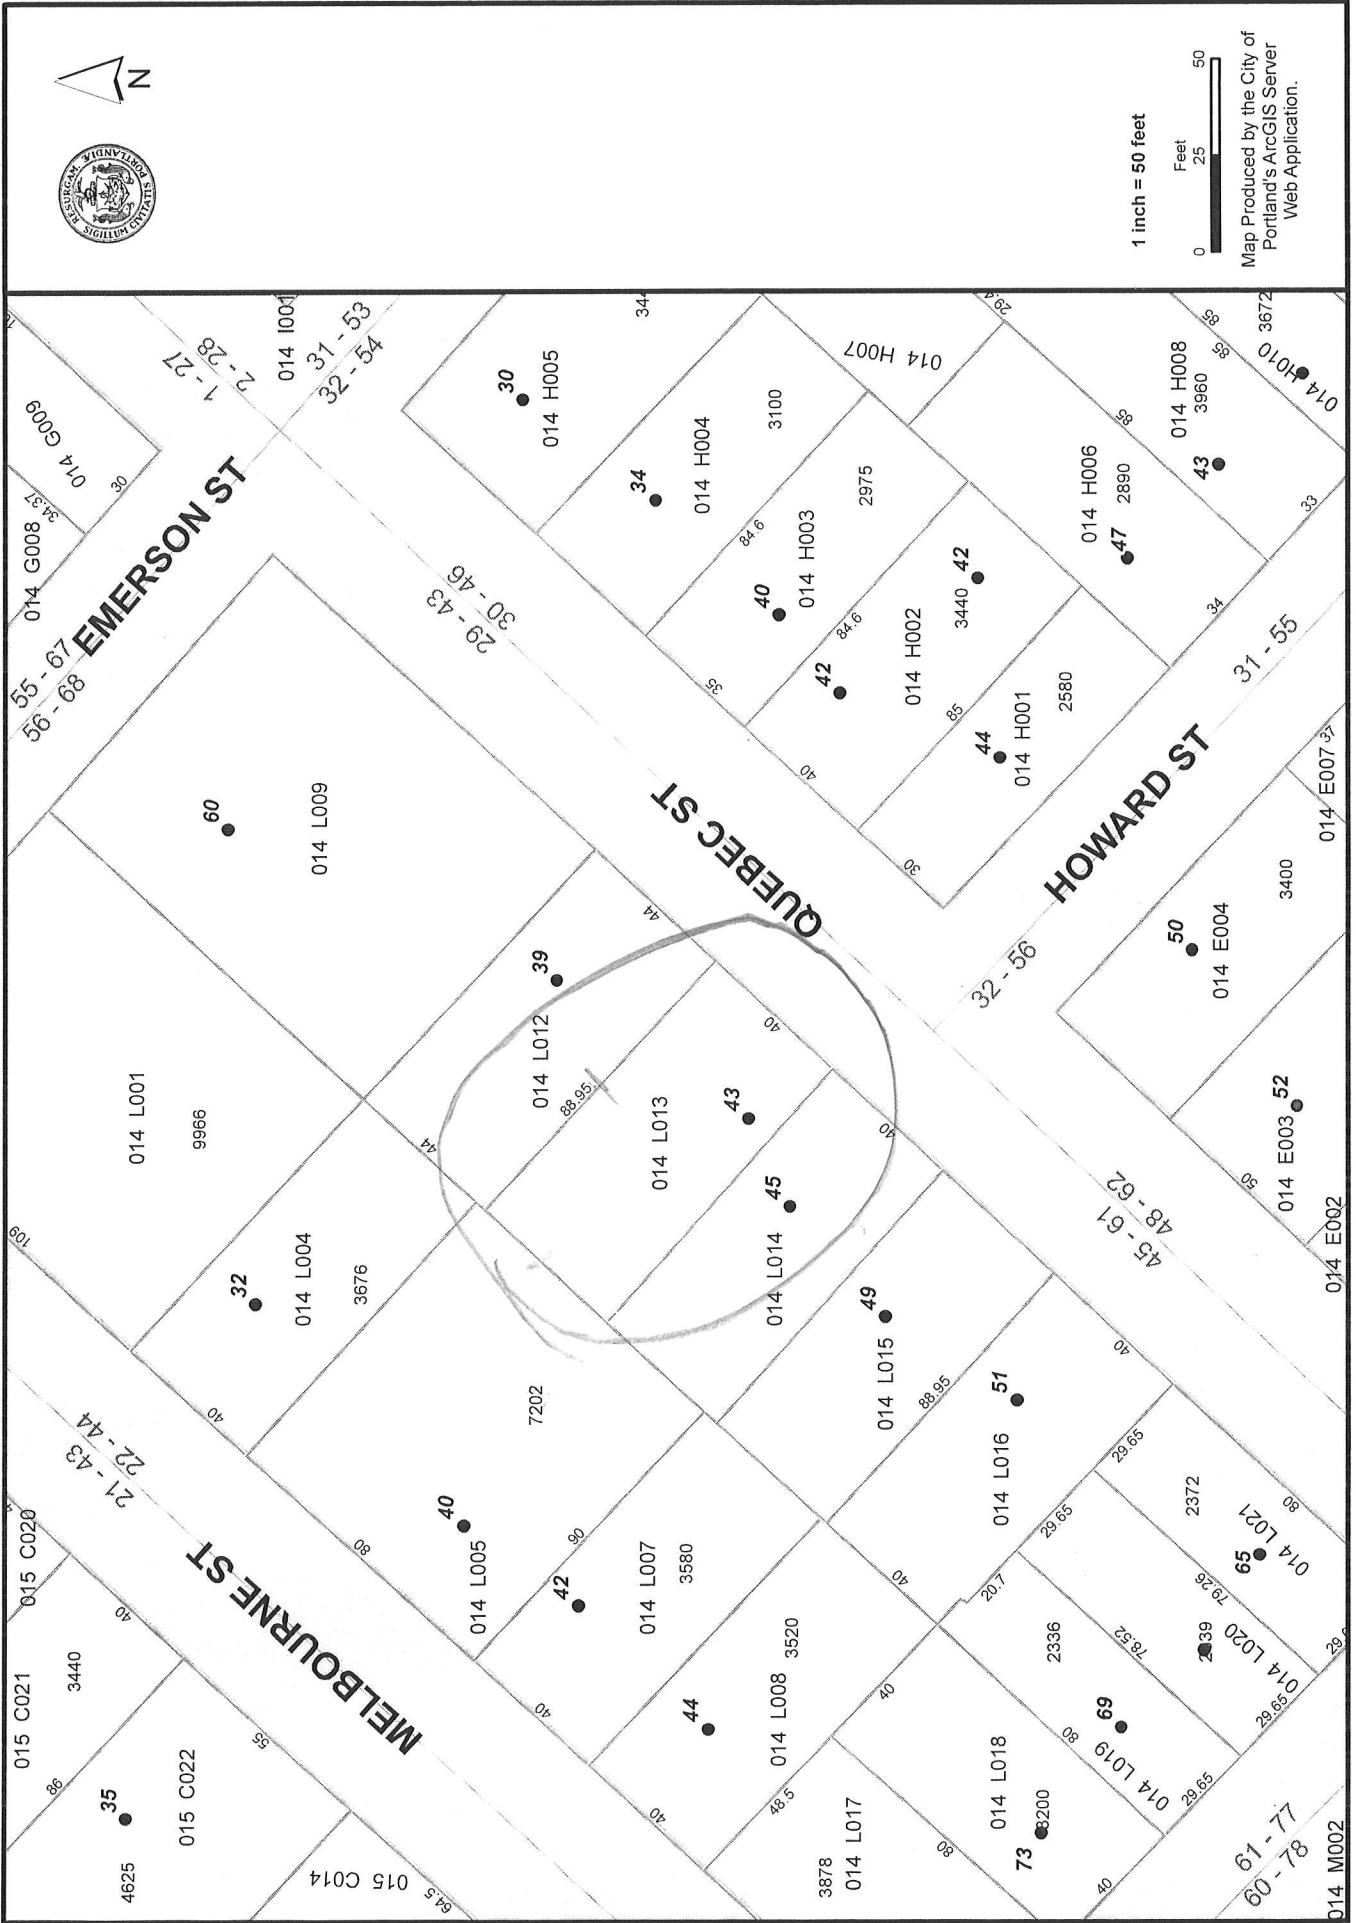 RESURGAM.
SIGILLUM CIVITATIS PORTLANDIÆ
N
1 inch = 50 feet
Feet
0 25 50
Map Produced by the City of
Portland's ArcGIS Server
Web Application.
EMERSON ST
QUEBEC ST
HOWARD ST
MELBOURNE ST
55 - 67
56 - 68
1 - 27
2 - 28
31 - 53
32 - 54
29 - 43
30 - 46
31 - 55
32 - 56
45 - 61
48 - 62
21 - 43
22 - 44
61 - 77
60 - 78
014 G008
34.37
014 G009
30
014 I001
30
014 H005
34
014 H004
3100
84.6
40
014 H003
2975
84.6
35
42
014 H002
3440
42
40
85
44
014 H001
2580
30
014 H007
29.4
47
014 H006
2890
85
34
43
014 H008
3960
85
33
85
014 H010
3672
014 E007
37
50
014 E004
3400
52
014 E003
50
014 E002
60
014 L009
014 L001
9966
109
32
014 L004
3676
40
40
014 L005
7202
80
90
42
014 L007
3580
40
44
014 L008
3520
40
40
40
48.5
39
014 L012
44
44
88.95
43
014 L013
40
45
014 L014
40
49
014 L015
88.95
51
014 L016
40
29.65
29.65
20.7
2372
80
65
014 L021
79.26
014 L020
29.65
78.52
2336
69
014 L019
29.65
80
73
014 L018
40
80
3878
014 L017
014 M002
015 C020
40
015 C021
3440
86
35
015 C022
4625
55
015 C014
64.5